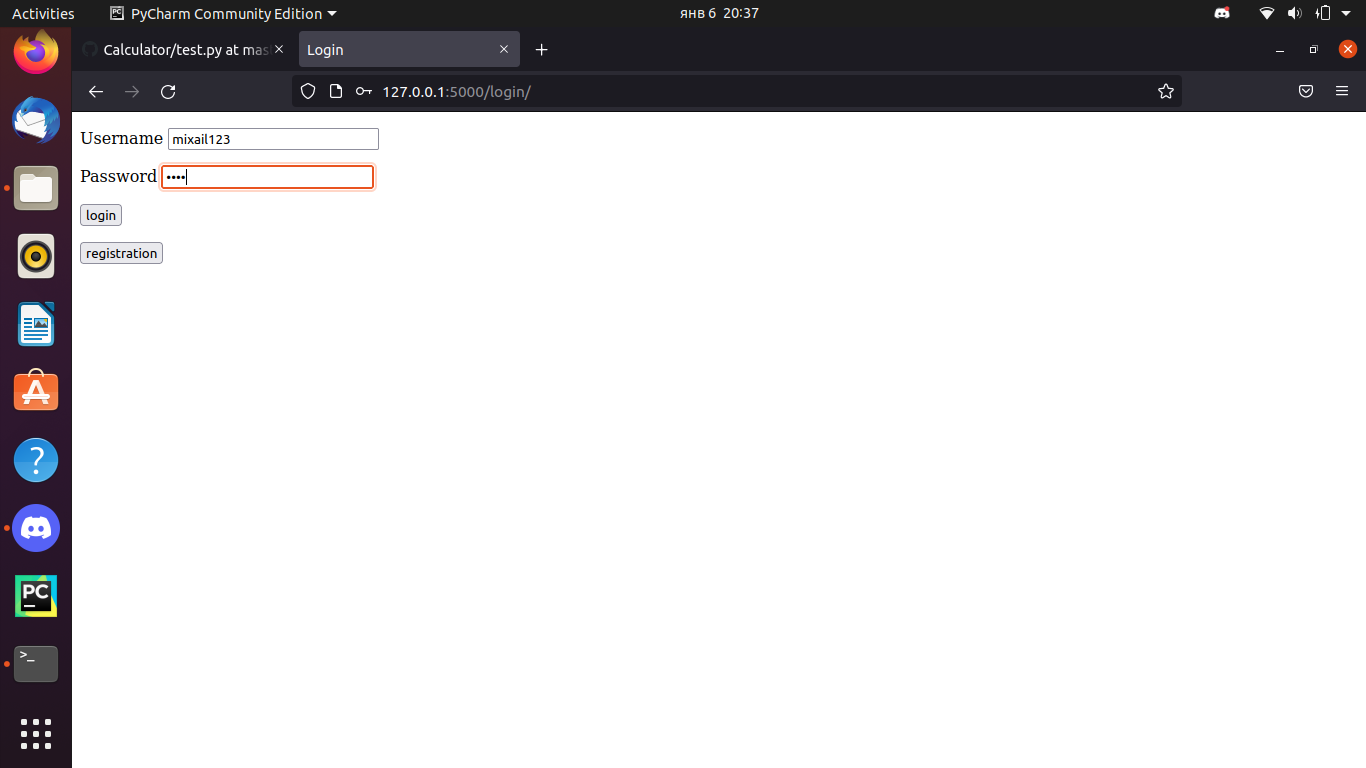 Activities PyCharm Community Edition янв 6 20:37
Calculator/test.py at mas Login
127.0.0.1:5000/login/
Username mixail123
Password ••••
login
registration